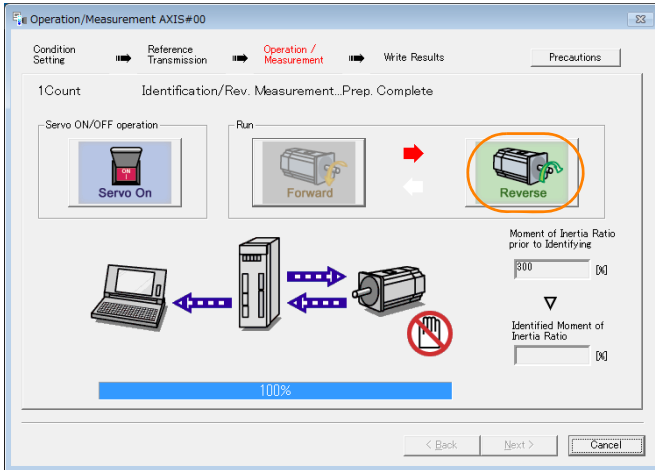 Operation/Measurement AXIS#00
Condition Setting
Reference Transmission
Operation / Measurement
Write Results
Precautions
1Count Identification/Rev. Measurement...Prep. Complete
Servo ON/OFF operation
Run
ON
Servo On
Forward
Reverse
Moment of Inertia Ratio
prior to Identifying
300 [%]
Identified Moment of
Inertia Ratio
[%]
100%
< Back
Next >
Cancel